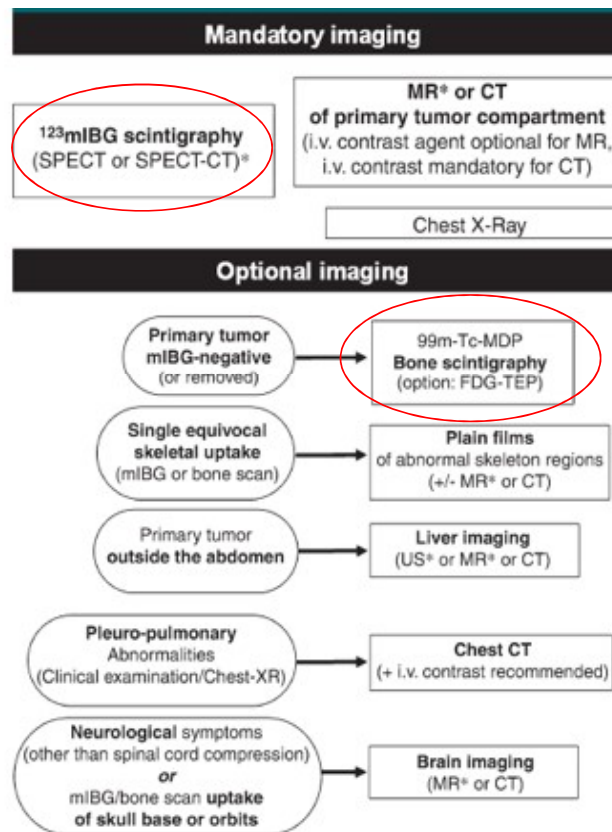 Mandatory imaging
¹²³mIBG scintigraphy
(SPECT or SPECT-CT)*
MR* or CT
of primary tumor compartment
(i.v. contrast agent optional for MR,
i.v. contrast mandatory for CT)
Chest X-Ray
Optional imaging
Primary tumor
mIBG-negative
(or removed)
99m-Tc-MDP
Bone scintigraphy
(option: FDG-TEP)
Single equivocal
skeletal uptake
(mIBG or bone scan)
Plain films
of abnormal skeleton regions
(+/- MR* or CT)
Primary tumor
outside the abdomen
Liver imaging
(US* or MR* or CT)
Pleuro-pulmonary
Abnormalities
(Clinical examination/Chest-XR)
Chest CT
(+ i.v. contrast recommended)
Neurological symptoms
(other than spinal cord compression)
or
mIBG/bone scan uptake
of skull base or orbits
Brain imaging
(MR* or CT)